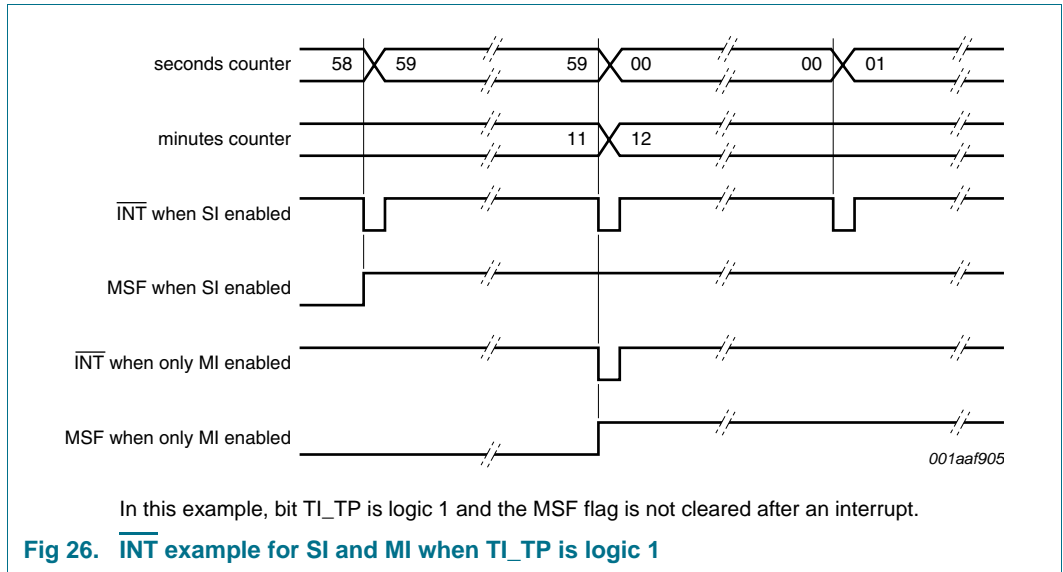 seconds counter 58 59 59 00 00 01
minutes counter 11 12
INT when SI enabled
MSF when SI enabled
INT when only MI enabled
MSF when only MI enabled
001aaf905
In this example, bit TI_TP is logic 1 and the MSF flag is not cleared after an interrupt.
Fig 26. INT example for SI and MI when TI_TP is logic 1